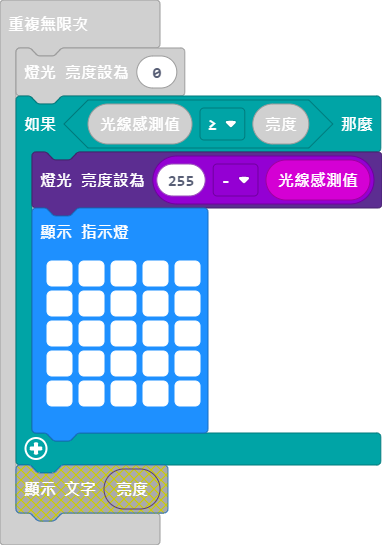 重複無限次
燈光 亮度設為 0
如果 光線感測值 ≥ 亮度 那麼
燈光 亮度設為 255 - 光線感測值
顯示 指示燈
顯示 文字 亮度